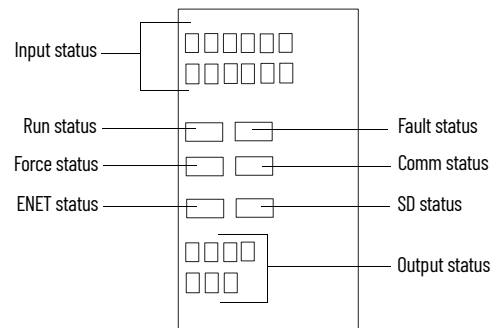 Input status
Run status
Fault status
Force status
Comm status
ENET status
SD status
Output status